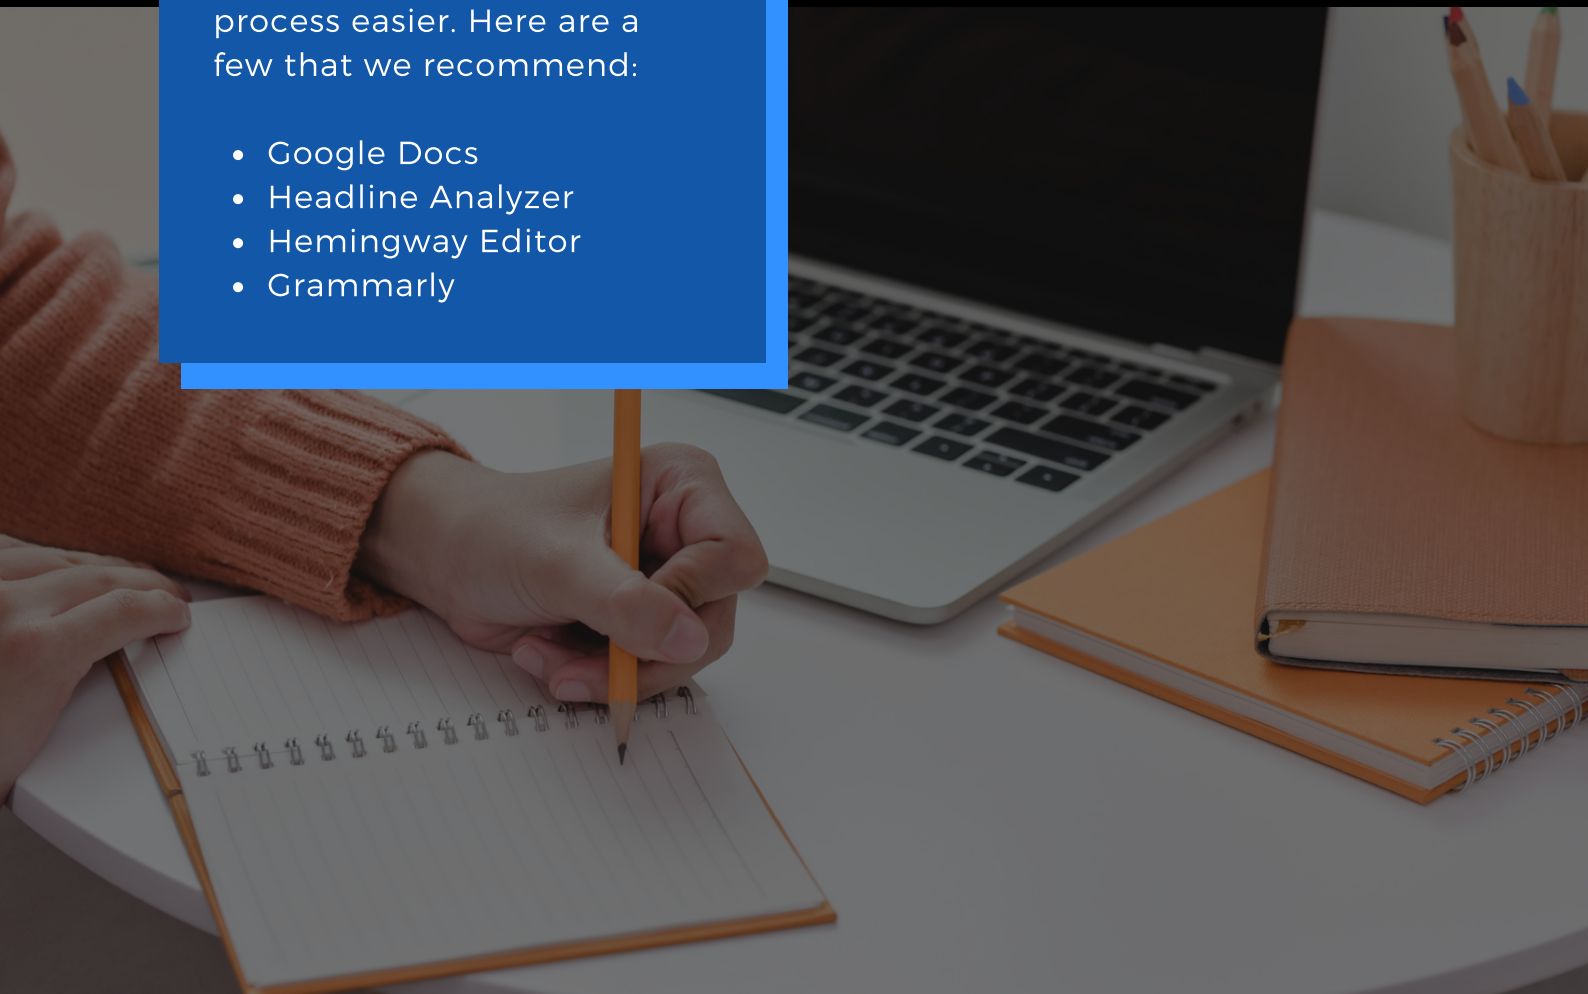 process easier. Here are a
few that we recommend:
• Google Docs
• Headline Analyzer
• Hemingway Editor
• Grammarly